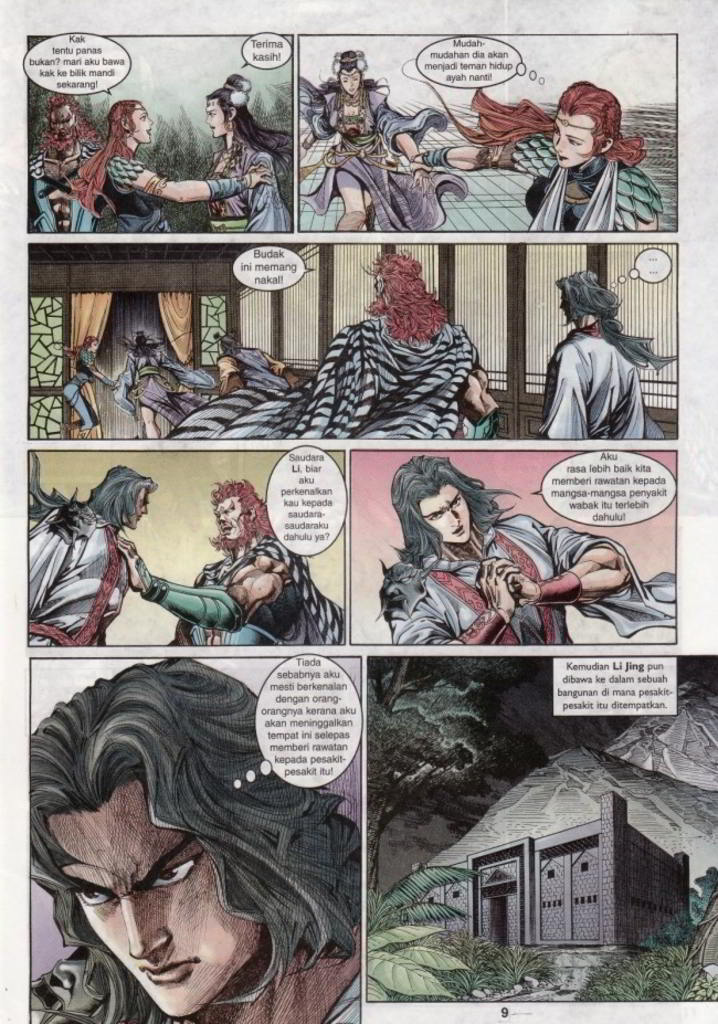 Kak
tentu panas
bukan? mari aku bawa
kak ke bilik mandi
sekarang!
Terima
kasih!
Mudah-
mudahan dia akan
menjadi teman hidup
ayah nanti!
Budak
ini memang
nakal!
...
...
Saudara
Li, biar
aku
perkenalkan
kau kepada
saudara-
saudaraku
dahulu ya?
Aku
rasa lebih baik kita
memberi rawatan kepada
mangsa-mangsa penyakit
wabak itu terlebih
dahulu!
Tiada
sebabnya aku
mesti berkenalan
dengan orang-
orangnya kerana aku
akan meninggalkan
tempat ini selepas
memberi rawatan
kepada pesakit-
pesakit itu!
Kemudian Li Jing pun
dibawa ke dalam sebuah
bangunan di mana pesakit-
pesakit itu ditempatkan.
9